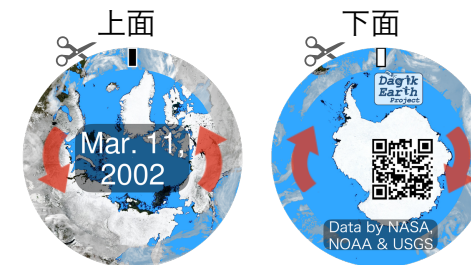 上面
下面
Mar. 11,
2002
Dagik
Earth
Project
Data by NASA,
NOAA & USGS